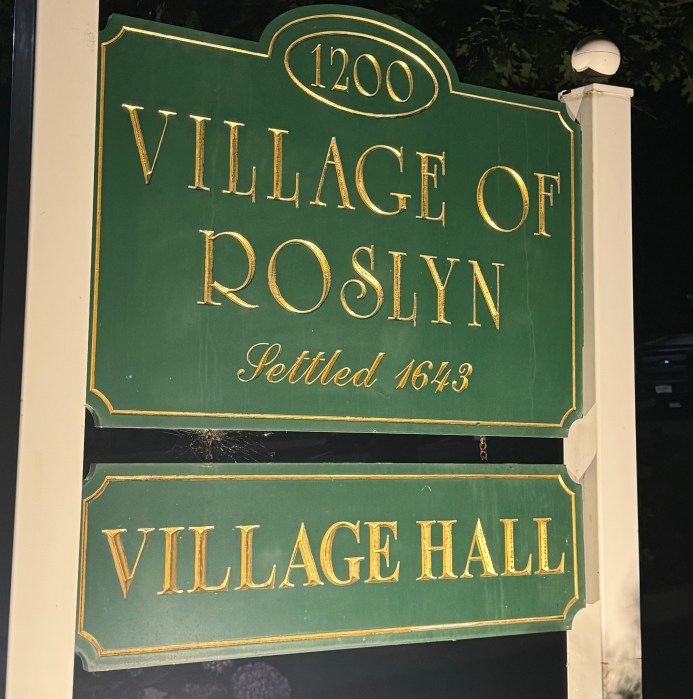 1200
VILLAGE OF
ROSLYN
Settled 1643
VILLAGE HALL